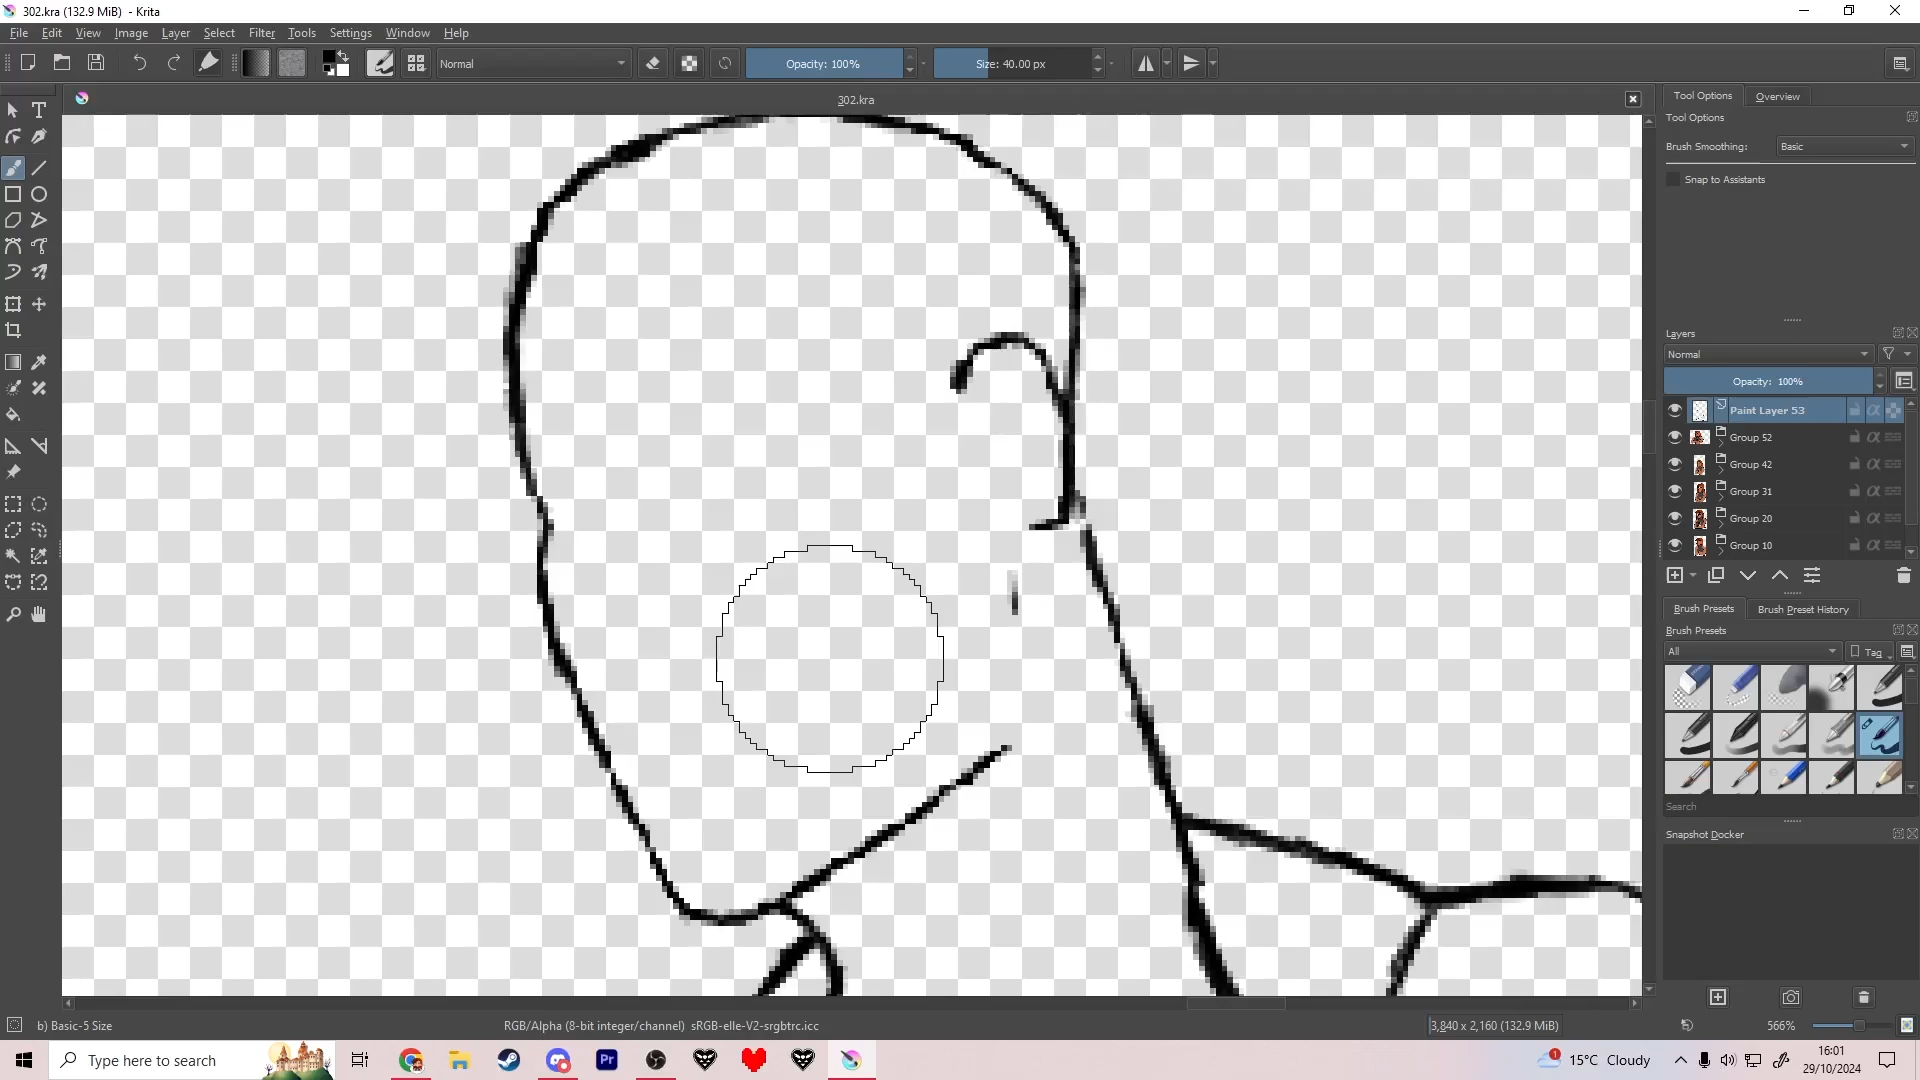 302.kra (132.9 MiB)  - Krita
File Edit View Image Layer Select Filter Tools Settings Window Help
Normal
Opacity: 100%
Size: 40.00 px
302.kra
Tool Options
Overview
Tool Options
Brush Smoothing:
Basic
Snap to Assistants
Layers
Normal
Opacity:  100%
Paint Layer 53
Group 52
Group 42
Group 31
Group 20
Group 10
Brush Presets
Brush Preset History
Brush Presets
All
Tag
Search
Snapshot Docker
b) Basic-5 Size
RGB/Alpha (8-bit integer/channel)  sRGB-elle-V2-srgbtrc.icc
3,840 x 2,160 (132.9 MiB)
566%
Type here to search
Pr
1
15°C  Cloudy
16:01
29/10/2024